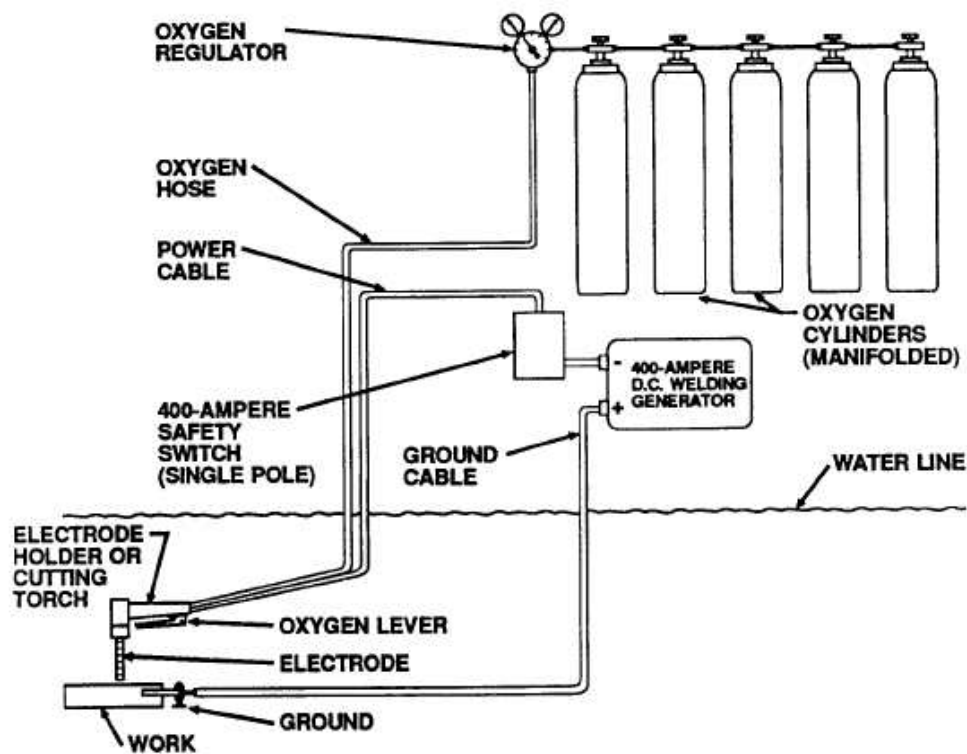 OXYGEN
REGULATOR
OXYGEN
HOSE
POWER
CABLE
OXYGEN
CYLINDERS
(MANIFOLDED)
-
400-AMPERE
D.C. WELDING
GENERATOR
+
400-AMPERE
SAFETY
SWITCH
(SINGLE POLE)
GROUND
CABLE
WATER LINE
ELECTRODE
HOLDER OR
CUTTING
TORCH
OXYGEN LEVER
ELECTRODE
GROUND
WORK